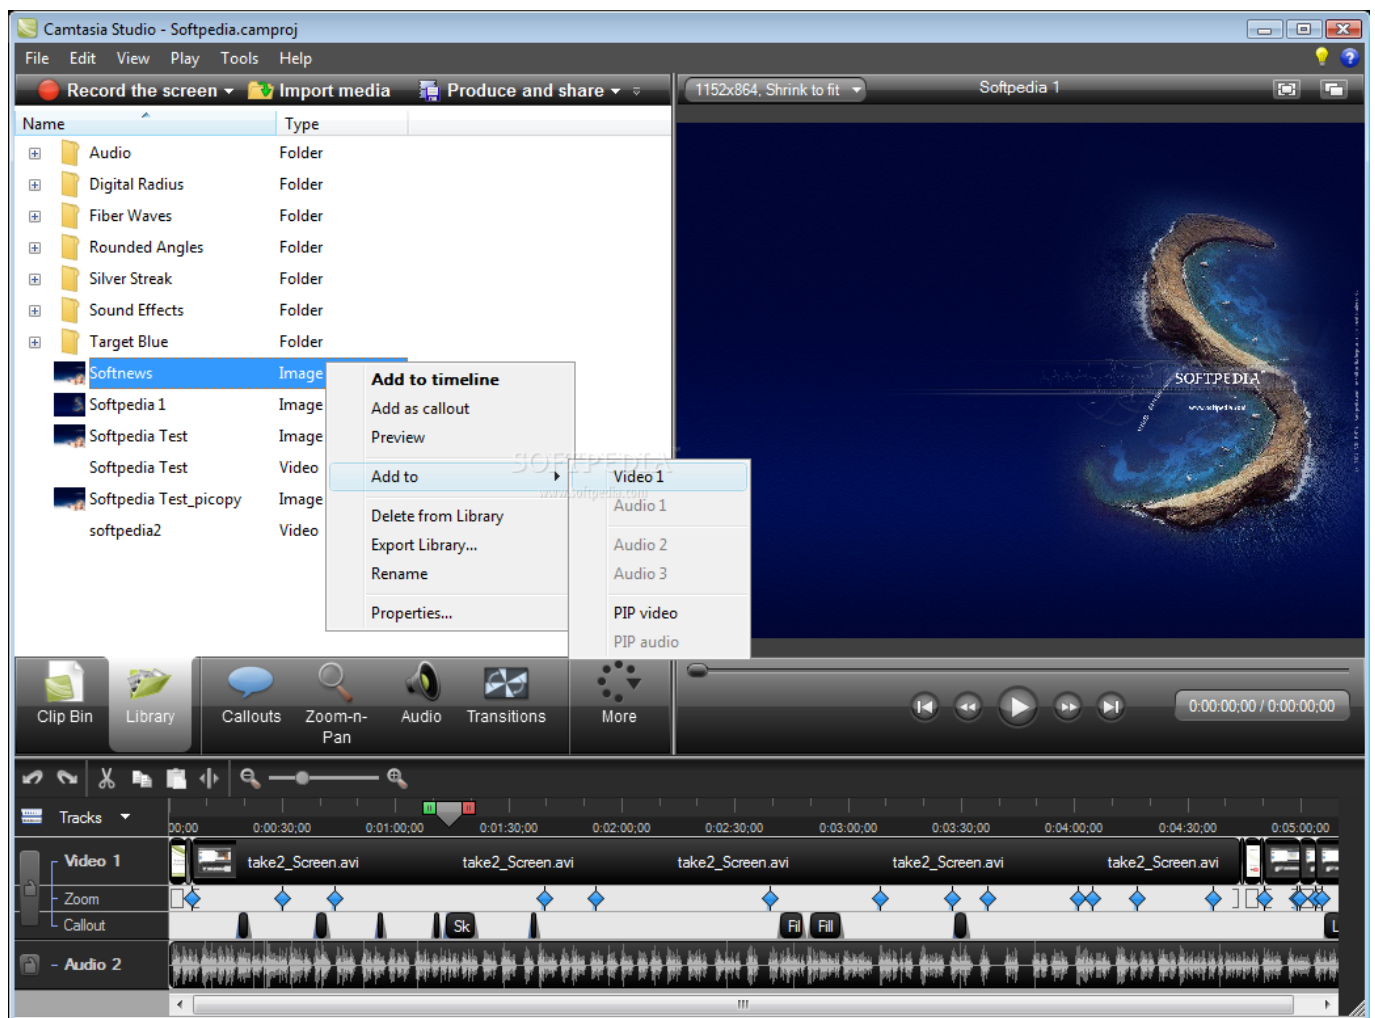 Camtasia Studio - Softpedia.camproj
File Edit View Play Tools Help
Record the screen Import media Produce and share
1152x864, Shrink to fit Softpedia 1
Name Type
Audio Folder
Digital Radius Folder
Fiber Waves Folder
Rounded Angles Folder
Silver Streak Folder
Sound Effects Folder
Target Blue Folder
Softnews Image
Softpedia 1 Image
Softpedia Test Image
Softpedia Test Video
Softpedia Test_picopy Image
softpedia2 Video
Add to timeline
Add as callout
Preview
Add to
Delete from Library
Export Library...
Rename
Properties...
Video 1
Audio 1
Audio 2
Audio 3
PIP video
PIP audio
SOFTPEDIA
www.softpedia.com
SOFTPEDIA
www.softpedia.com
Clip Bin Library Callouts Zoom-n-Pan Audio Transitions More
0:00:00;00 / 0:00:00;00
Tracks
00;00 0:00:30;00 0:01:00;00 0:01:30;00 0:02:00;00 0:02:30;00 0:03:00;00 0:03:30;00 0:04:00;00 0:04:30;00 0:05:00;00
Video 1 take2_Screen.avi take2_Screen.avi take2_Screen.avi take2_Screen.avi take2_Screen.avi
Zoom
Callout Sk Fil Fill L
Audio 2